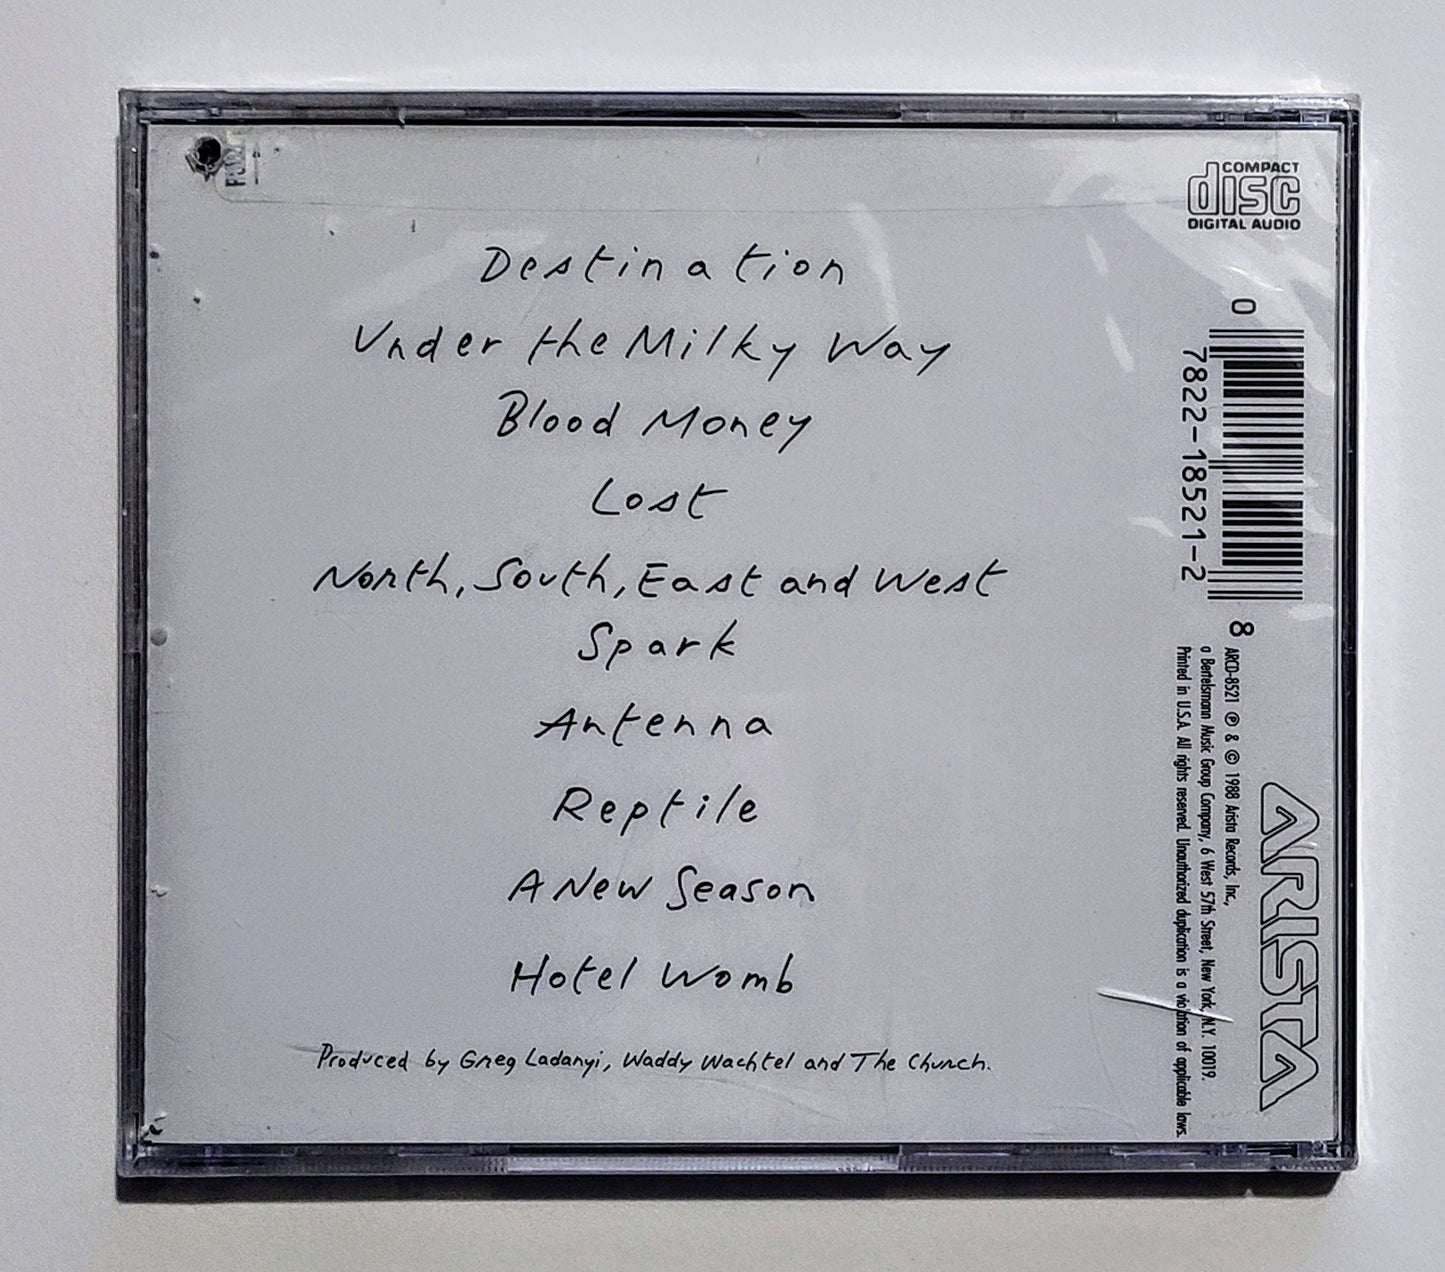 COMPACT
disc
DIGITAL AUDIO
Destination
Under the Milky Way
Blood Money
Lost
North, South, East and West
Spark
Antenna
Reptile
A New Season
Hotel Womb
Produced by Greg Ladanyi, Waddy Wachtel and The Church.
0
7822-18521-2
8
ARCD-8521 ℗ & © 1988 Arista Records, Inc.,
a Bertelsmann Music Group Company, 6 West 57th Street, New York, N.Y. 10019.
Printed in U.S.A. All rights reserved. Unauthorized duplication is a violation of applicable laws.
ARISTA